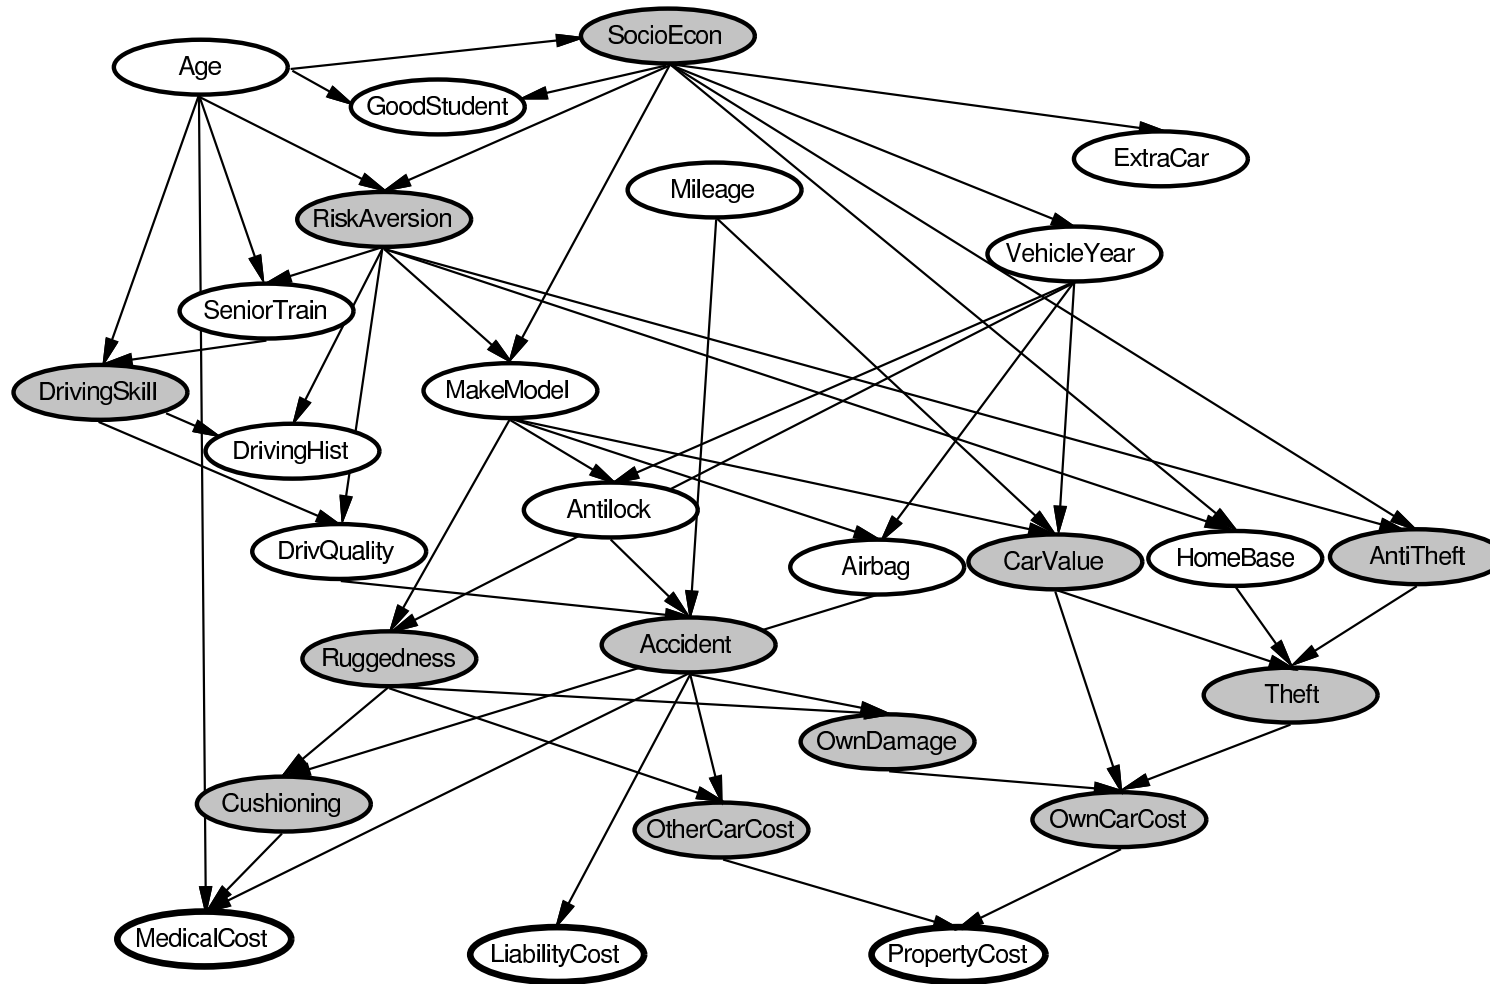 SocioEcon
Age
GoodStudent
ExtraCar
Mileage
RiskAversion
VehicleYear
SeniorTrain
DrivingSkill
MakeModel
DrivingHist
Antilock
DrivQuality
Airbag
CarValue
HomeBase
AntiTheft
Ruggedness
Accident
Theft
OwnDamage
Cushioning
OtherCarCost
OwnCarCost
MedicalCost
LiabilityCost
PropertyCost